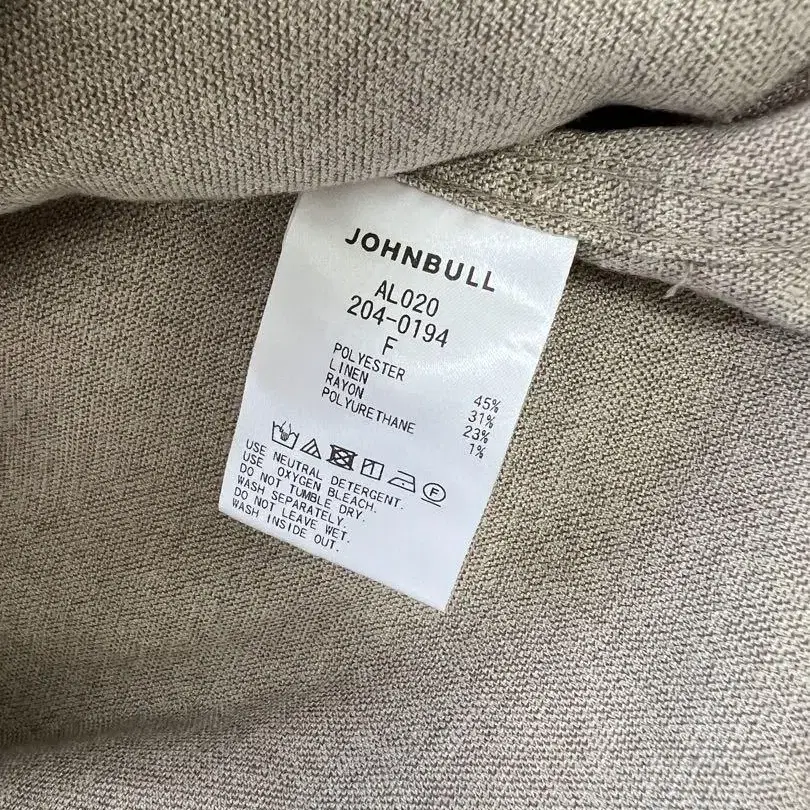 JOHNBULL
AL020
204-0194
F
POLYESTER 45%
LINEN 31%
RAYON 23%
POLYURETHANE 1%
USE NEUTRAL DETERGENT.
USE OXYGEN BLEACH.
DO NOT TUMBLE DRY.
WASH SEPARATELY.
DO NOT LEAVE WET.
WASH INSIDE OUT.